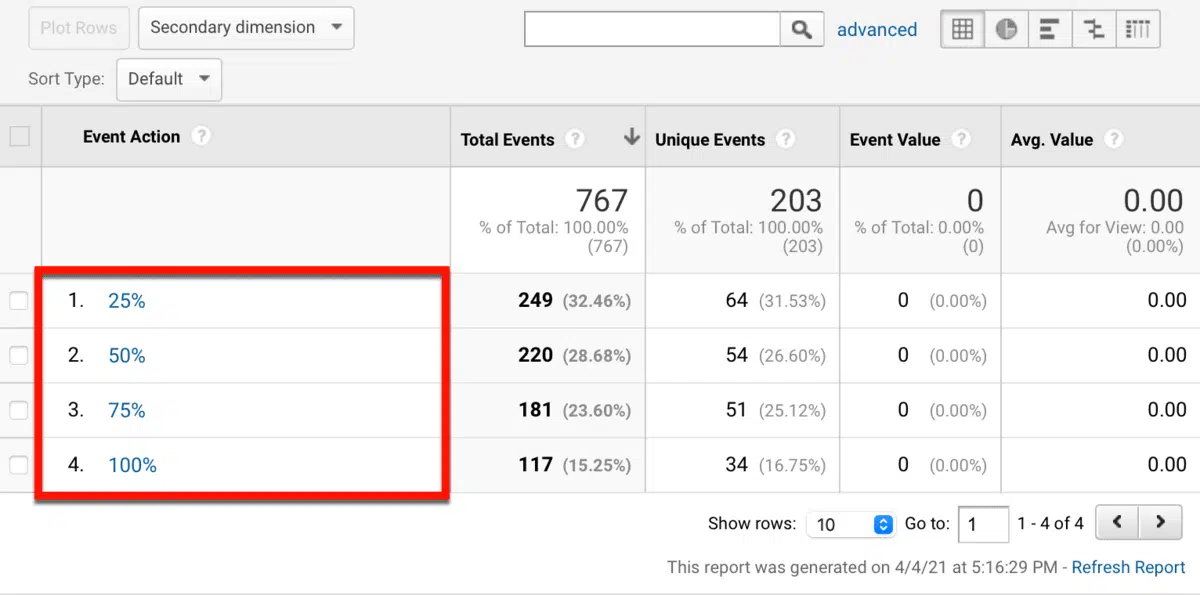 Plot Rows Secondary dimension advanced
Sort Type: Default
Event Action ? Total Events ? Unique Events ? Event Value ? Avg. Value ?
767 203 0 0.00
% of Total: 100.00% % of Total: 100.00% % of Total: 0.00% Avg for View: 0.00
(767) (203) (0) (0.00%)
1. 25% 249 (32.46%) 64 (31.53%) 0 (0.00%) 0.00
2. 50% 220 (28.68%) 54 (26.60%) 0 (0.00%) 0.00
3. 75% 181 (23.60%) 51 (25.12%) 0 (0.00%) 0.00
4. 100% 117 (15.25%) 34 (16.75%) 0 (0.00%) 0.00
Show rows: 10 Go to: 1 1 - 4 of 4
This report was generated on 4/4/21 at 5:16:29 PM - Refresh Report